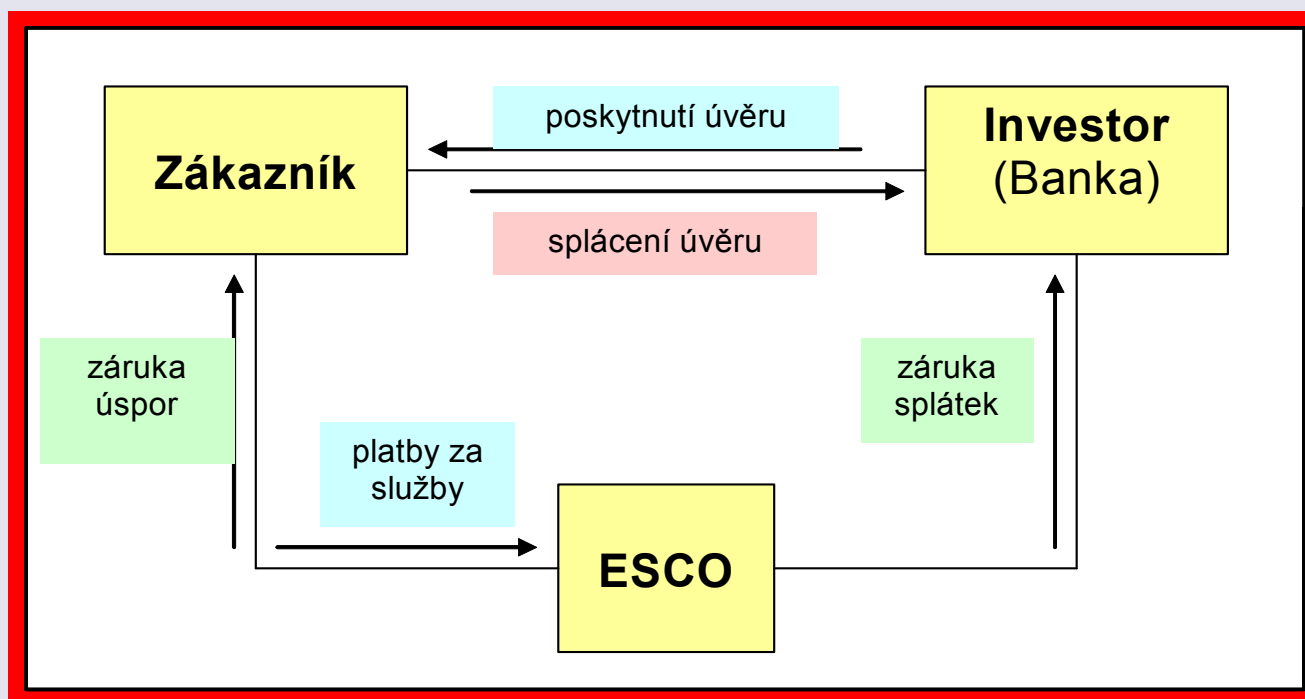 poskytnutí úvěru
Zákazník
Investor
(Banka)
splácení úvěru
záruka
úspor
platby za
služby
záruka
splátek
ESCO